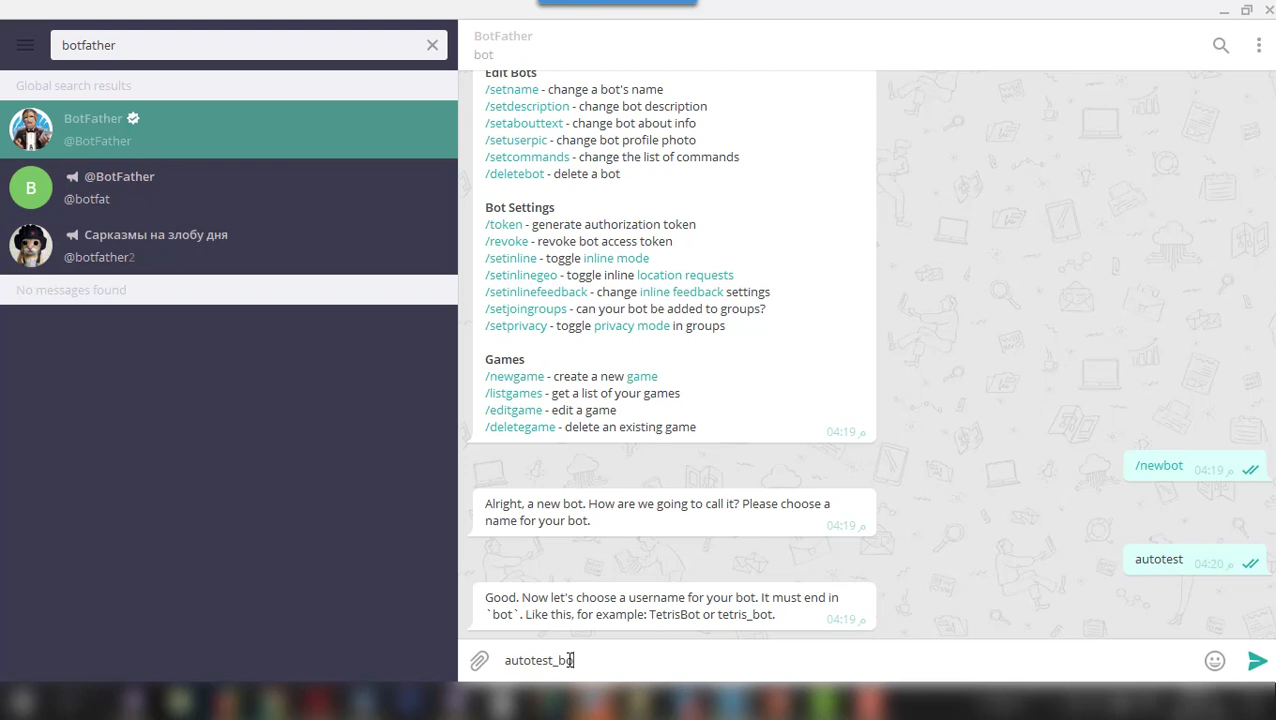 botfather
Global search results
BotFather
@BotFather
B
@BotFather
@botfat
Сарказмы на злобу дня
@botfather2
No messages found
BotFather
bot
Edit Bots
/setname - change a bot's name
/setdescription - change bot description
/setabouttext - change bot about info
/setuserpic - change bot profile photo
/setcommands - change the list of commands
/deletebot - delete a bot
Bot Settings
/token - generate authorization token
/revoke - revoke bot access token
/setinline - toggle inline mode
/setinlinegeo - toggle inline location requests
/setinlinefeedback - change inline feedback settings
/setjoingroups - can your bot be added to groups?
/setprivacy - toggle privacy mode in groups
Games
/newgame - create a new game
/listgames - get a list of your games
/editgame - edit a game
/deletegame - delete an existing game
04:19 م
/newbot
04:19 م
Alright, a new bot. How are we going to call it? Please choose a
name for your bot.
04:19 م
autotest
04:20 م
Good. Now let's choose a username for your bot. It must end in
`bot`. Like this, for example: TetrisBot or tetris_bot.
04:19 م
autotest_bo